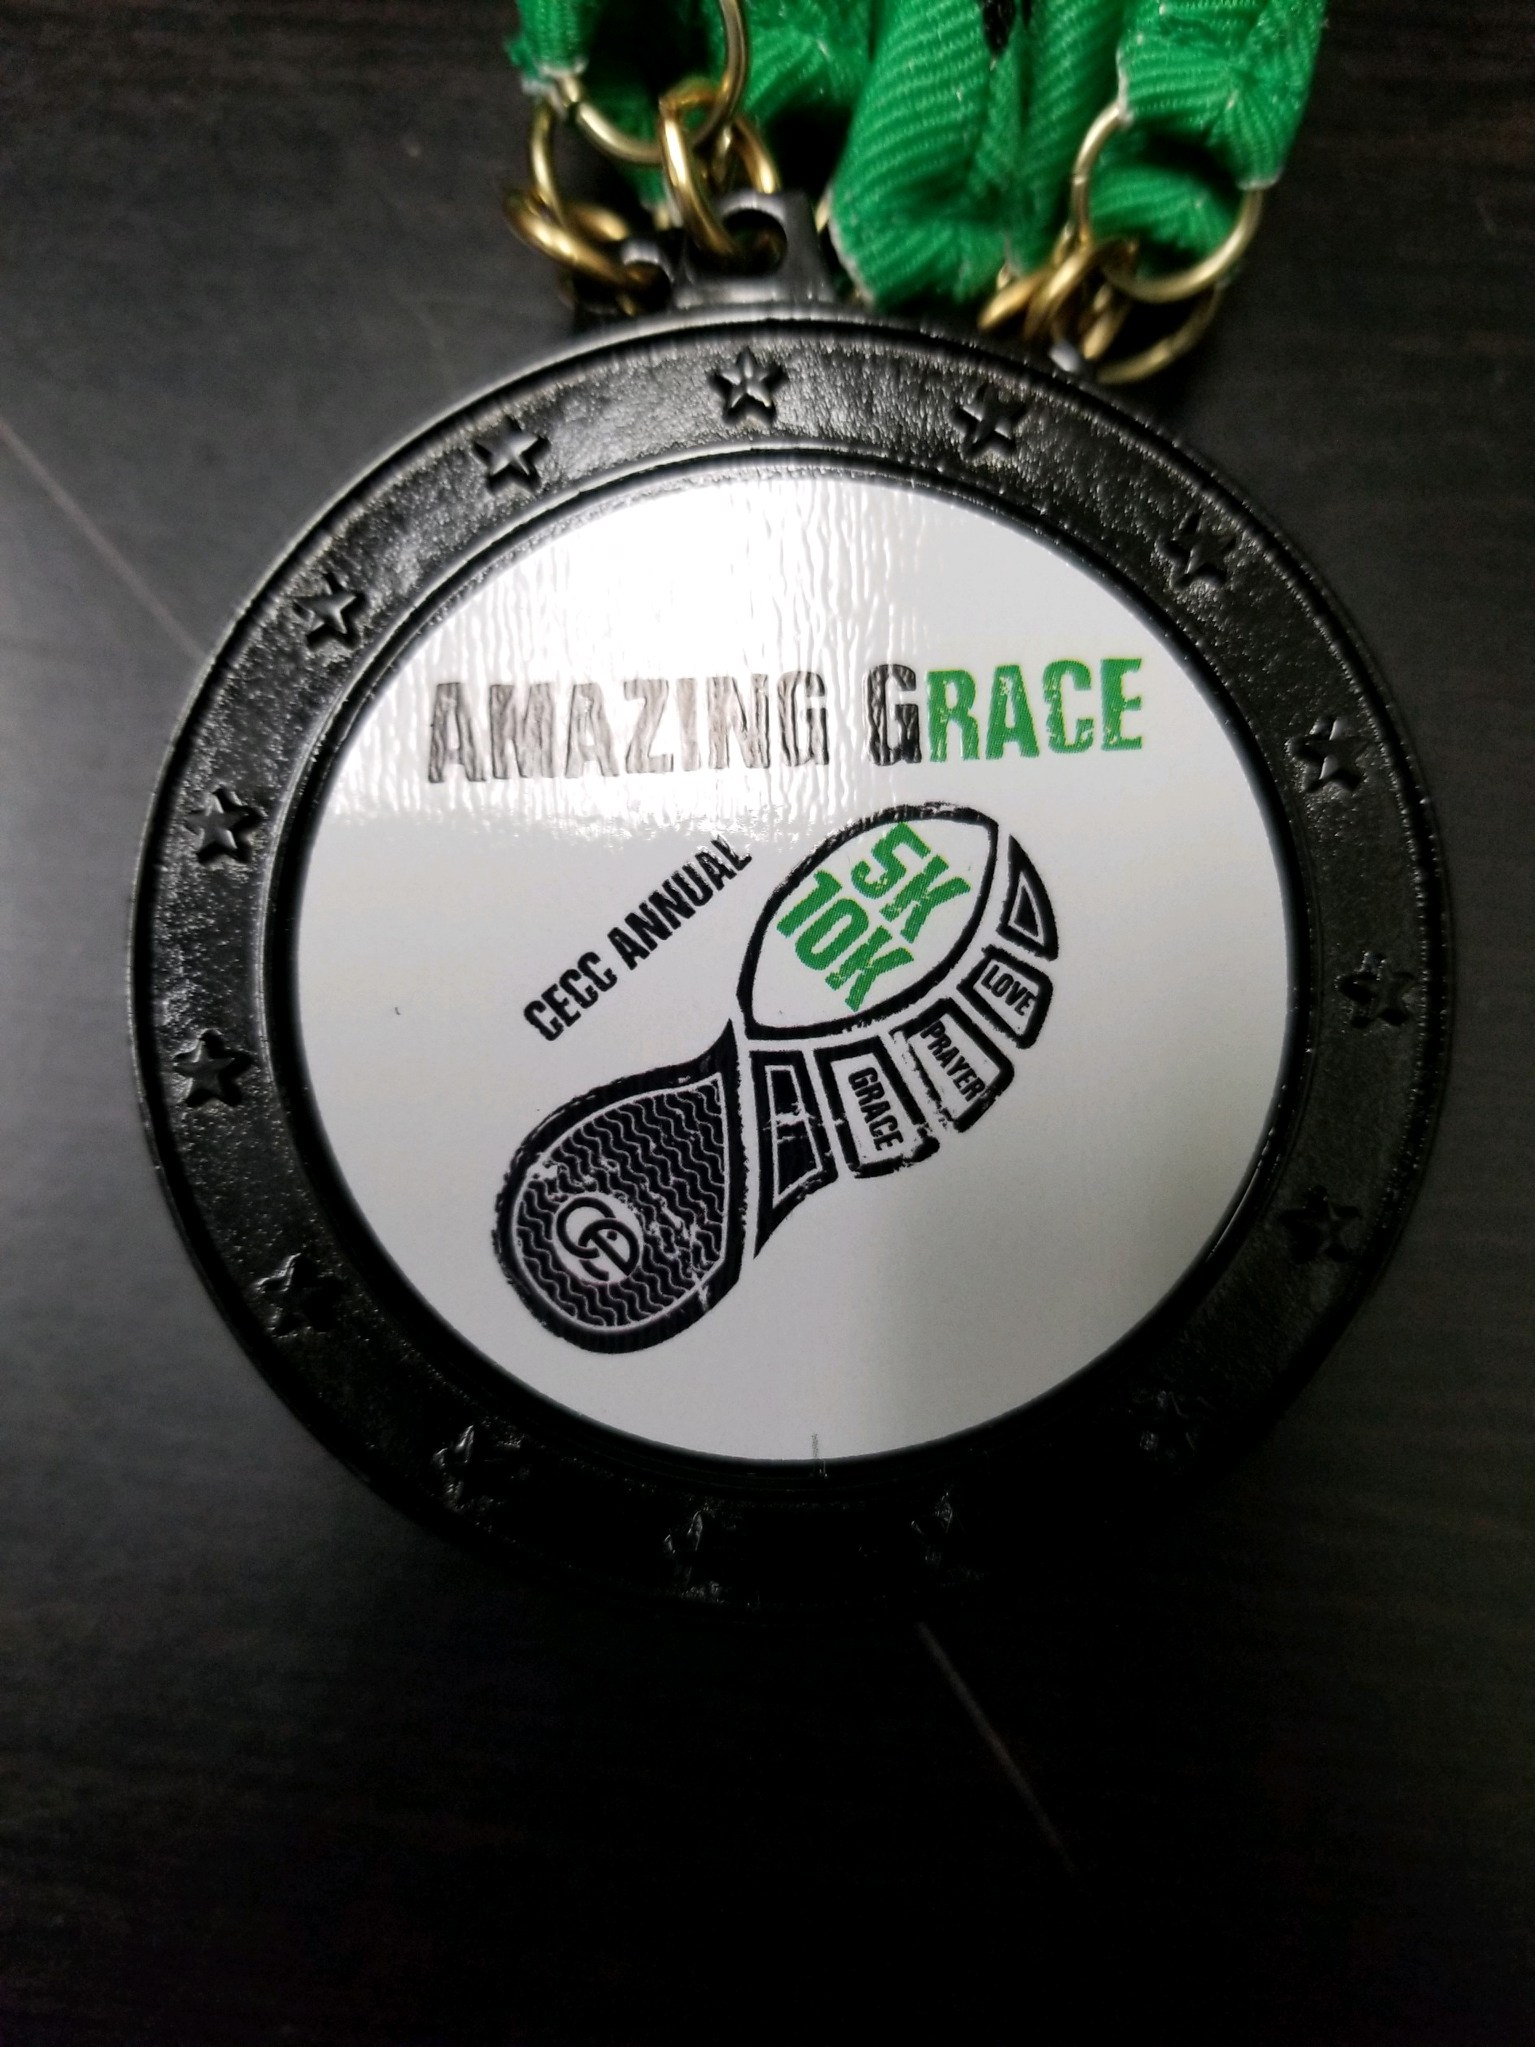 AMAZING GRACE
CECC ANNUAL
5K
10K
LOVE
PRAYER
GRACE